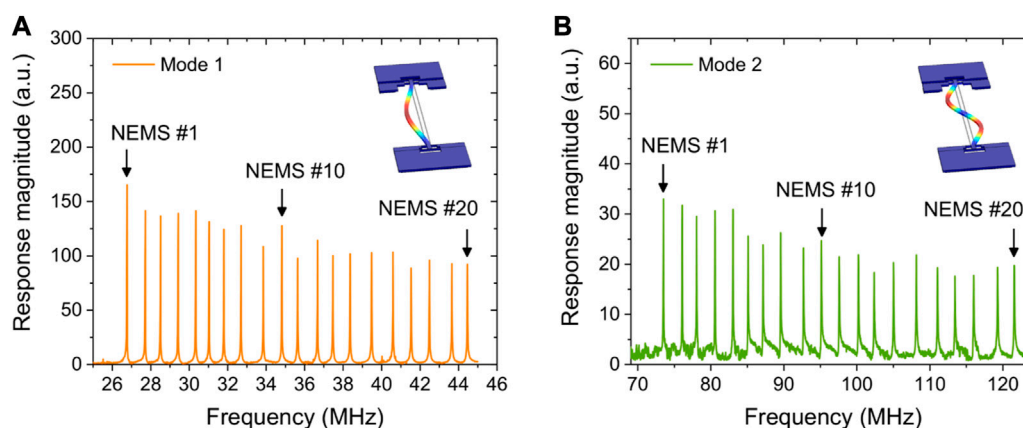 A
Response magnitude (a.u.)
300
250
200
150
100
50
0
Mode 1
NEMS #1
NEMS #10
NEMS #20
26 28 30 32 34 36 38 40 42 44 46
Frequency (MHz)
B
Response magnitude (a.u.)
60
50
40
30
20
10
0
Mode 2
NEMS #1
NEMS #10
NEMS #20
70 80 90 100 110 120
Frequency (MHz)